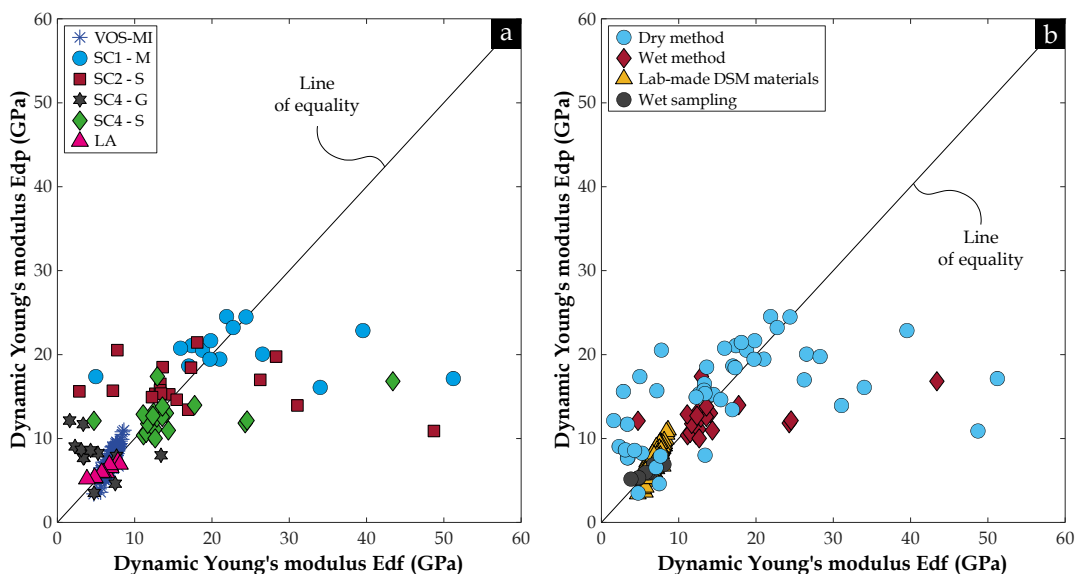 a
VOS-MI
SC1 - M
SC2 - S
SC4 - G
SC4 - S
LA
Line
of equality
60
50
40
30
20
10
0
Dynamic Young's modulus Edp (GPa)
0 10 20 30 40 50 60
Dynamic Young's modulus Edf (GPa)
b
Dry method
Wet method
Lab-made DSM materials
Wet sampling
Line
of equality
60
50
40
30
20
10
0
Dynamic Young's modulus Edp (GPa)
0 10 20 30 40 50 60
Dynamic Young's modulus Edf (GPa)